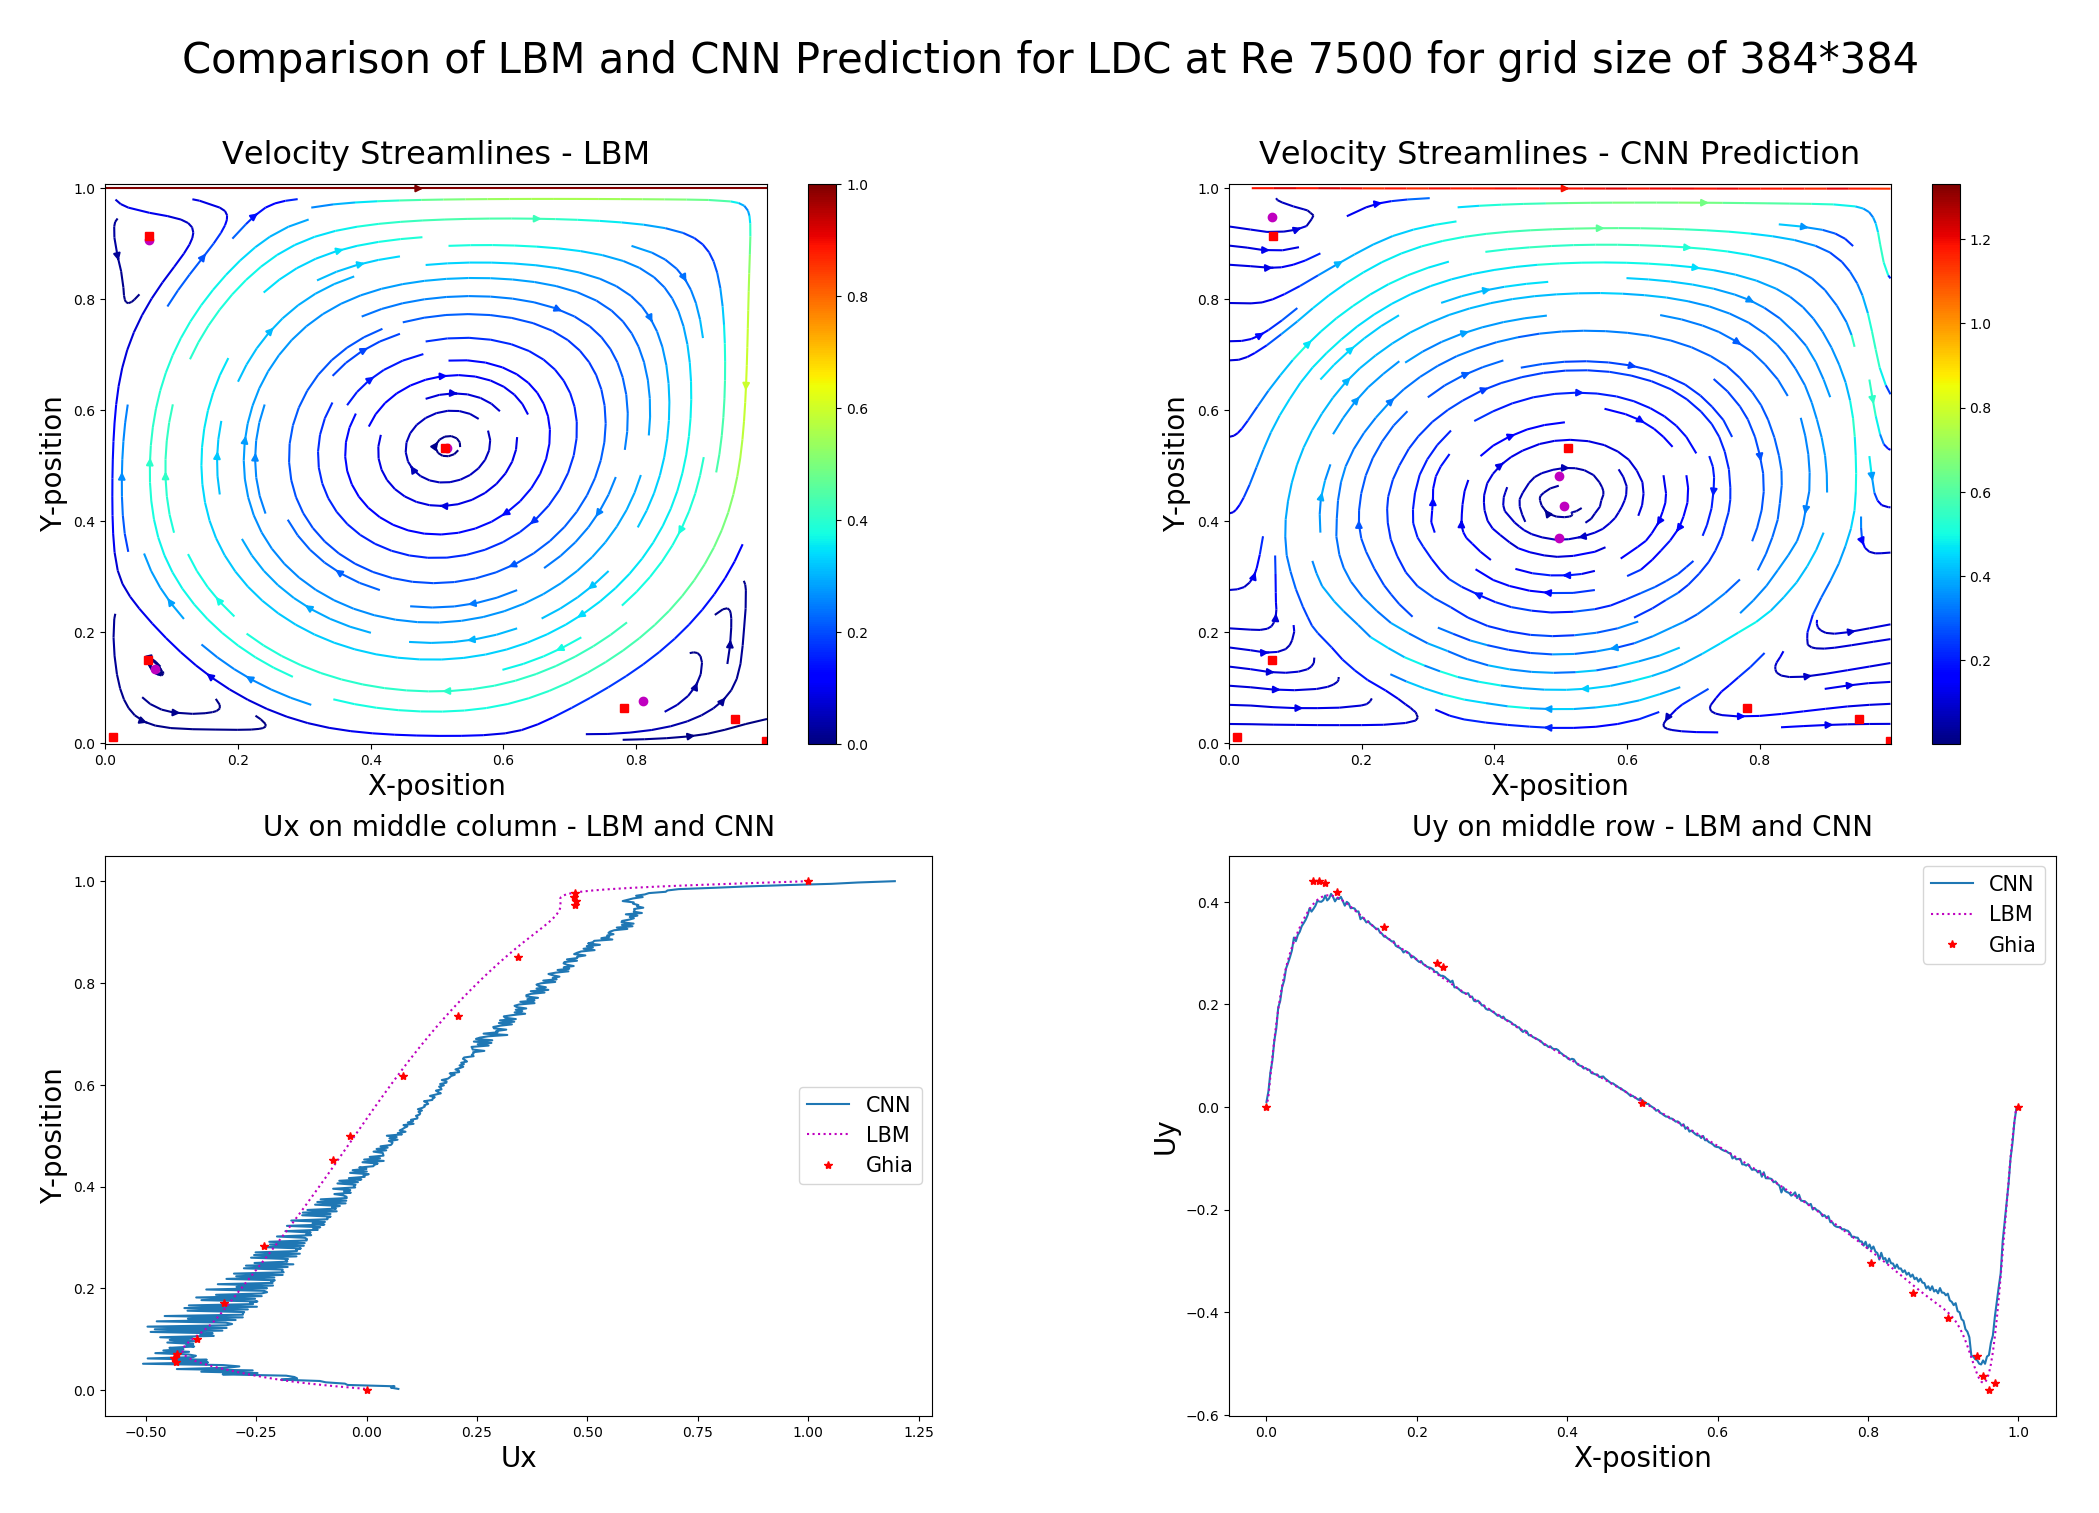 Comparison of LBM and CNN Prediction for LDC at Re 7500 for grid size of 384*384
Velocity Streamlines - LBM
Y-position
1.0
0.8
0.6
0.4
0.2
0.0
0.0 0.2 0.4 0.6 0.8
X-position
1.0
0.8
0.6
0.4
0.2
0.0
Velocity Streamlines - CNN Prediction
Y-position
1.0
0.8
0.6
0.4
0.2
0.0
0.0 0.2 0.4 0.6 0.8
X-position
1.2
1.0
0.8
0.6
0.4
0.2
Ux on middle column - LBM and CNN
Y-position
1.0
0.8
0.6
0.4
0.2
0.0
CNN
LBM
Ghia
−0.50 −0.25 0.00 0.25 0.50 0.75 1.00 1.25
Ux
Uy on middle row - LBM and CNN
Uy
0.4
0.2
0.0
−0.2
−0.4
−0.6
CNN
LBM
Ghia
0.0 0.2 0.4 0.6 0.8 1.0
X-position